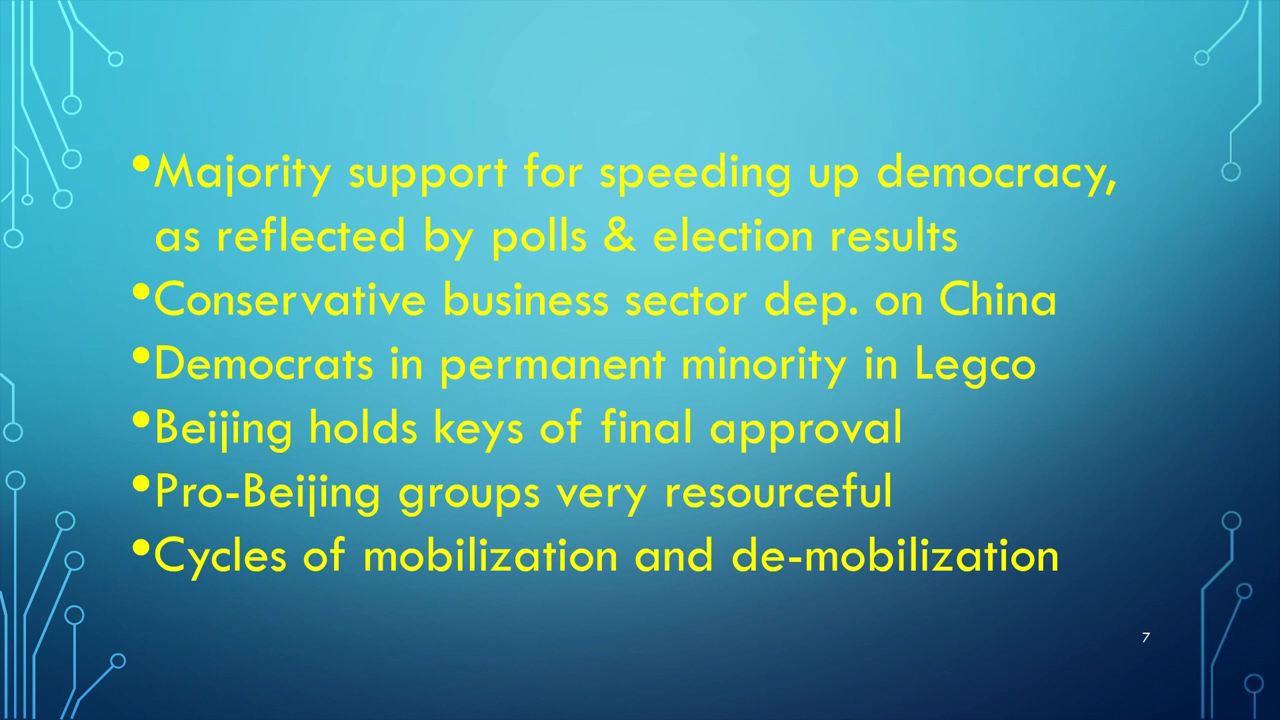 •Majority support for speeding up democracy,
as reflected by polls & election results
•Conservative business sector dep. on China
•Democrats in permanent minority in Legco
•Beijing holds keys of final approval
•Pro-Beijing groups very resourceful
•Cycles of mobilization and de-mobilization
7